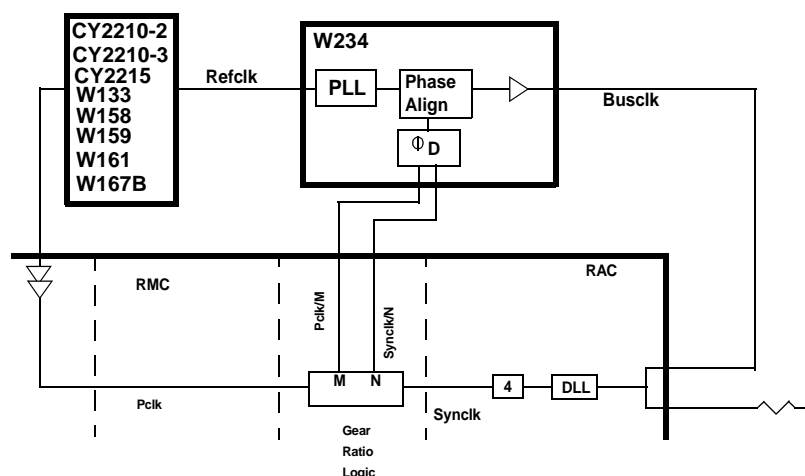 CY2210-2
CY2210-3
CY2215
W133
W158
W159
W161
W167B
Refclk
W234
PLL
Phase
Align
Φ D
Busclk
RMC
RAC
Pclk/M
Synclk/N
M N
4
DLL
Pclk
Synclk
Gear
Ratio
Logic